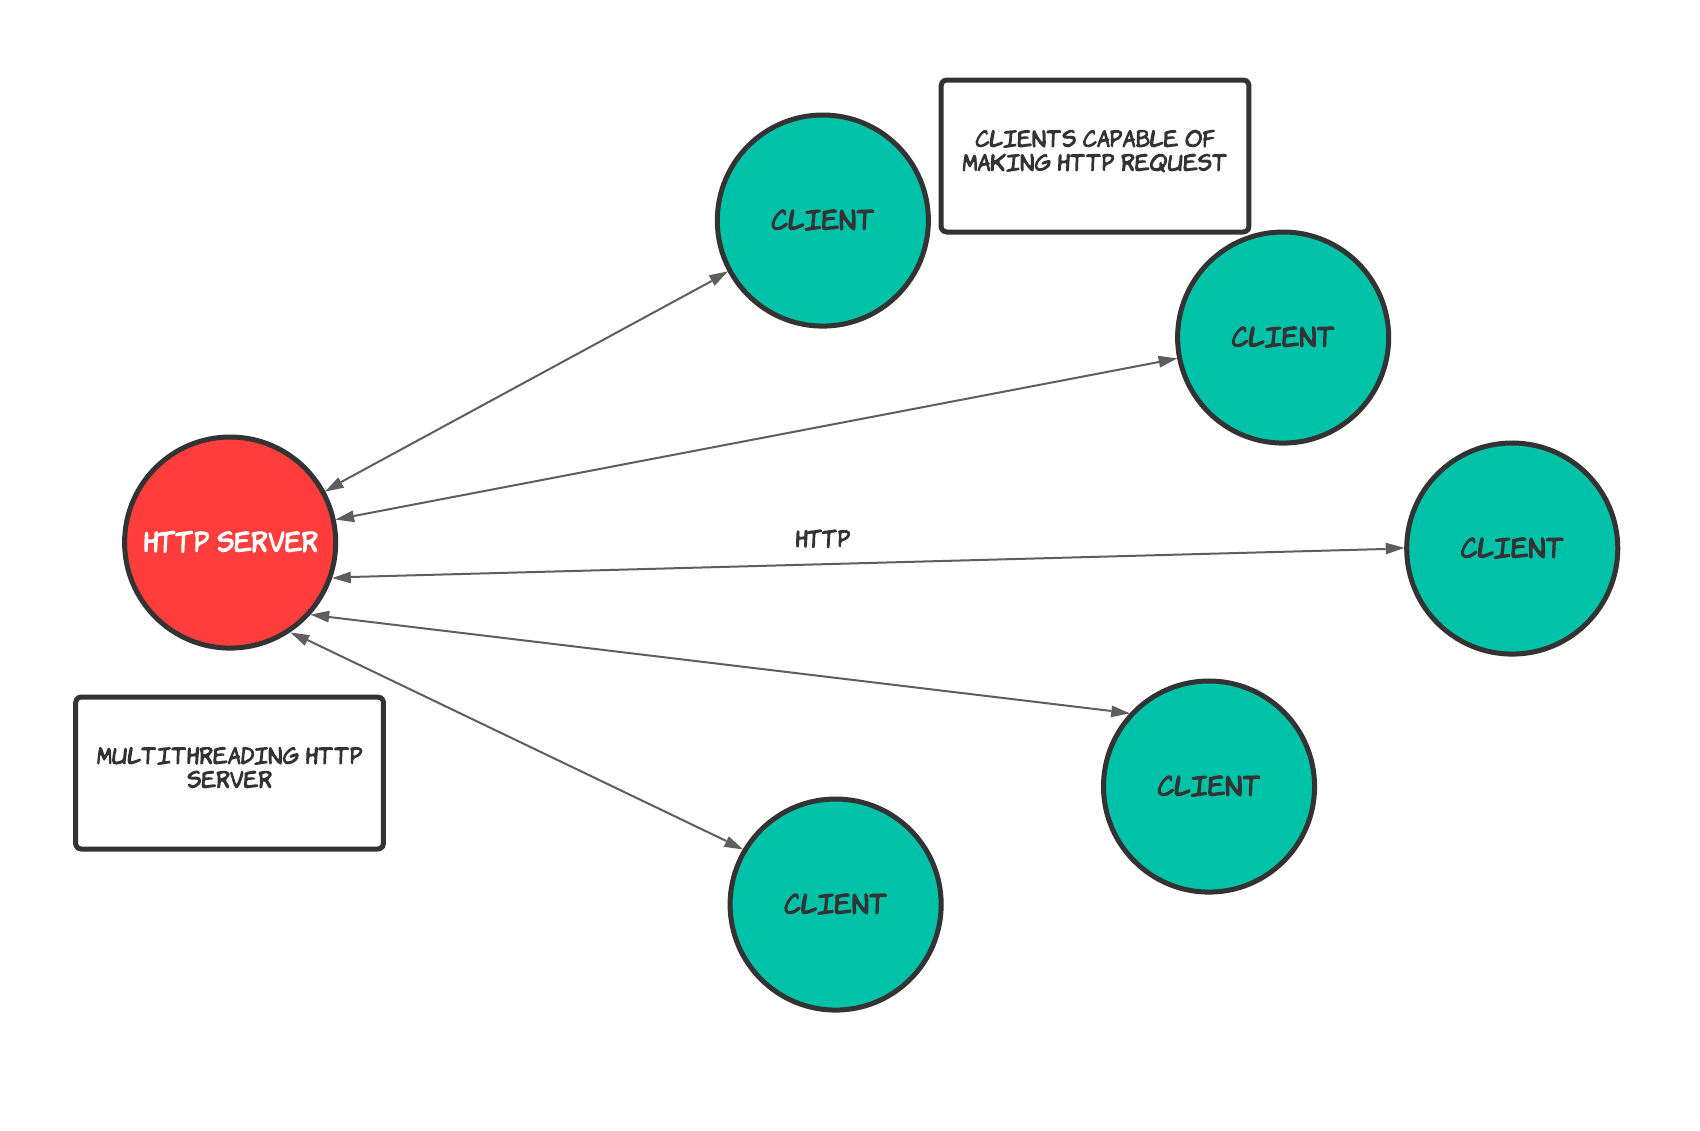 CLIENTS CAPABLE OF
MAKING HTTP REQUEST
CLIENT
CLIENT
HTTP SERVER
HTTP
CLIENT
MULTITHREADING HTTP
SERVER
CLIENT
CLIENT